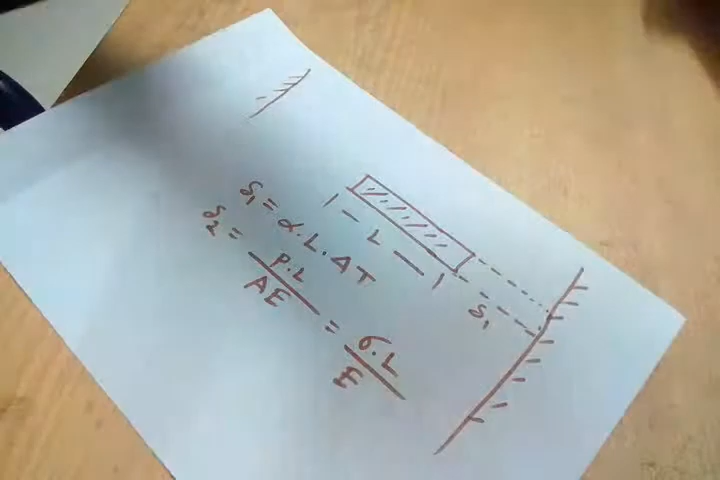 L
δ₁
δ₁ = α.L.ΔT
δ₂ = P.L/AE = σ.L/E